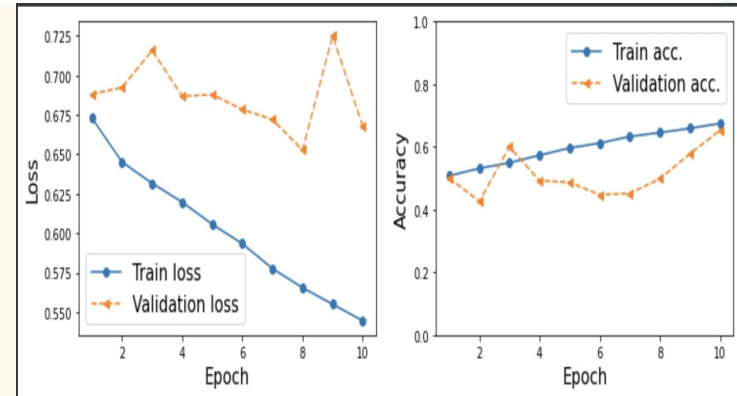 0.725
0.700
0.675
0.650
0.625
0.600
0.575
0.550
Loss
Train loss
Validation loss
2 4 6 8 10
Epoch
1.0
0.8
0.6
0.4
0.2
0.0
Accuracy
Train acc.
Validation acc.
2 4 6 8 10
Epoch